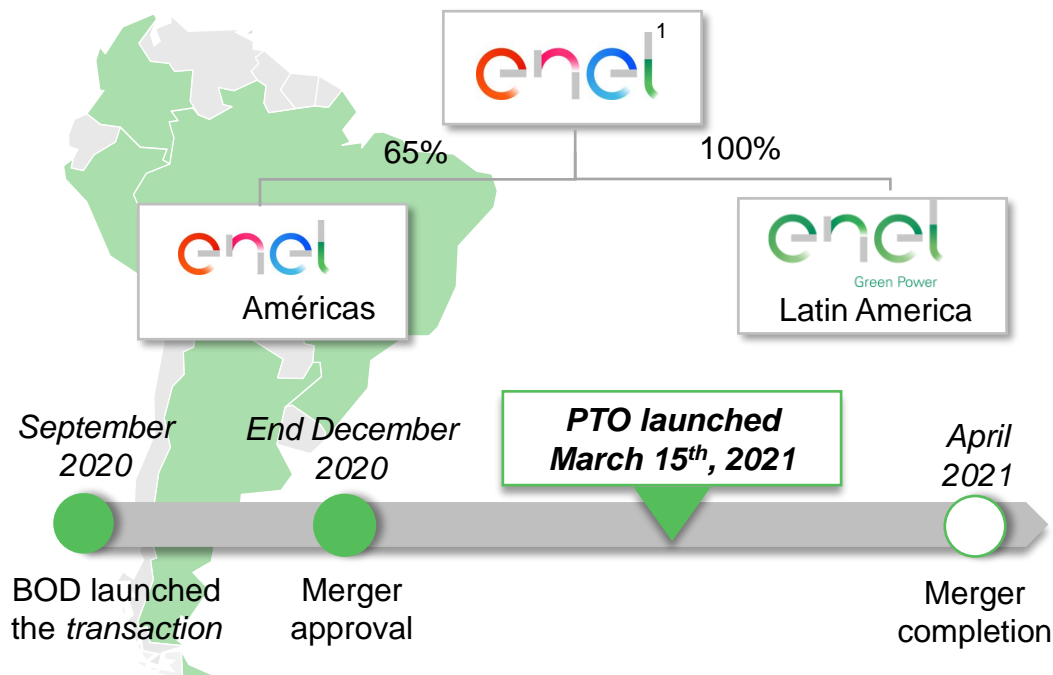 enel 1
65%
100%
enel
Américas
enel
Green Power
Latin America
September
2020
End December
2020
PTO launched
March 15th, 2021
April
2021
BOD launched
the transaction
Merger
approval
Merger
completion